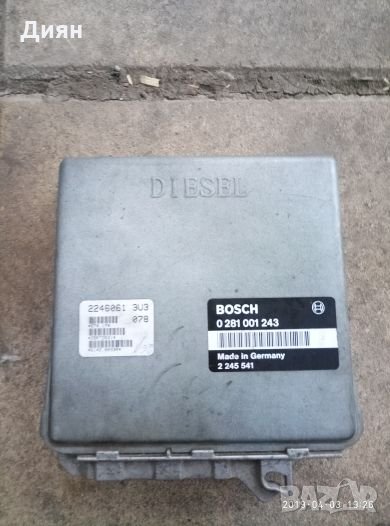 Диян
DIESEL
2246061 3U3
078
BOSCH
0 281 001 243
Made in Germany
2 245 541
2019-04-03 13:26